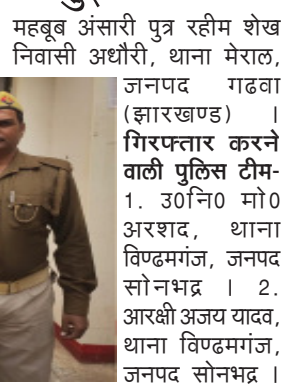 महबूब अंसारी पुत्र रहीम शेख
निवासी अधौरी, थाना मेराल,
जनपद गढवा
(झारखण्ड) ।
गिरफ्तार करने
वाली पुलिस टीम-
1. उ0नि0 मो0
अरशद, थाना
विण्ढमगंज, जनपद
सोनभद्र । 2.
आरक्षी अजय यादव,
थाना विण्ढमगंज,
जनपद सोनभद्र ।